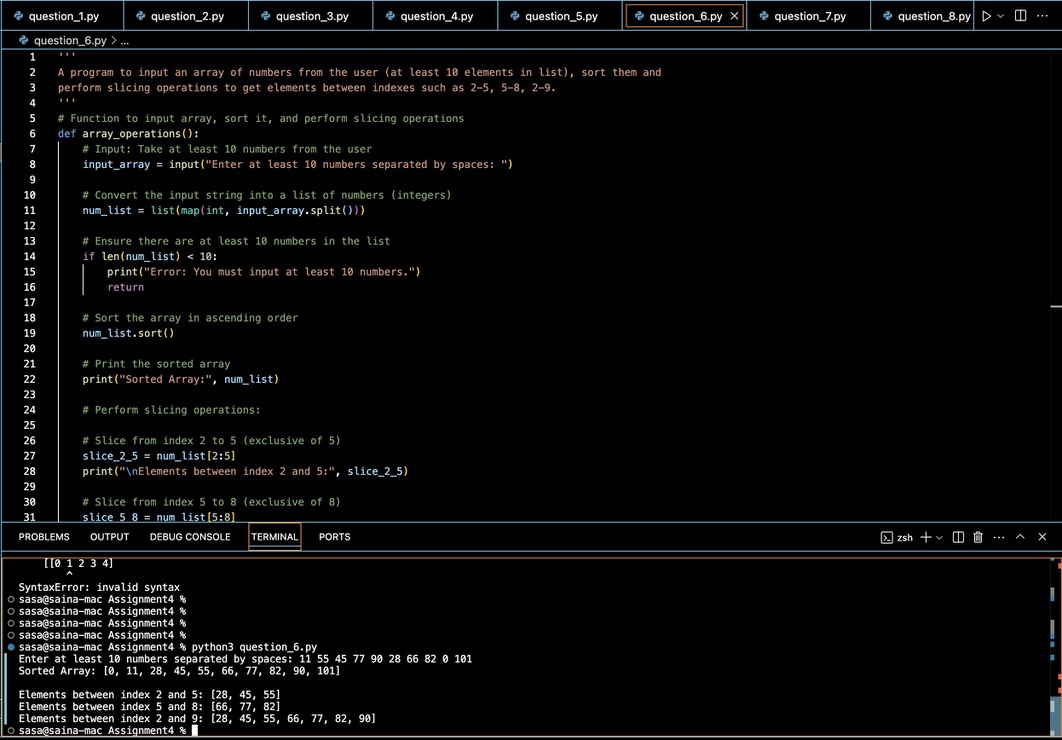 question_1.py question_2.py question_3.py question_4.py question_5.py question_6.py question_7.py question_8.py
question_6.py > ...
1 '''
2 A program to input an array of numbers from the user (at least 10 elements in list), sort them and
3 perform slicing operations to get elements between indexes such as 2-5, 5-8, 2-9.
4 '''
5 # Function to input array, sort it, and perform slicing operations
6 def array_operations():
7     # Input: Take at least 10 numbers from the user
8     input_array = input("Enter at least 10 numbers separated by spaces: ")
9
10     # Convert the input string into a list of numbers (integers)
11     num_list = list(map(int, input_array.split()))
12
13     # Ensure there are at least 10 numbers in the list
14     if len(num_list) < 10:
15         print("Error: You must input at least 10 numbers.")
16         return
17
18     # Sort the array in ascending order
19     num_list.sort()
20
21     # Print the sorted array
22     print("Sorted Array:", num_list)
23
24     # Perform slicing operations:
25
26     # Slice from index 2 to 5 (exclusive of 5)
27     slice_2_5 = num_list[2:5]
28     print("\nElements between index 2 and 5:", slice_2_5)
29
30     # Slice from index 5 to 8 (exclusive of 8)
31     slice_5_8 = num_list[5:8]
PROBLEMS OUTPUT DEBUG CONSOLE TERMINAL PORTS zsh
[[0 1 2 3 4]
^
SyntaxError: invalid syntax
sasa@saina-mac Assignment4 %
sasa@saina-mac Assignment4 %
sasa@saina-mac Assignment4 %
sasa@saina-mac Assignment4 %
sasa@saina-mac Assignment4 % python3 question_6.py
Enter at least 10 numbers separated by spaces: 11 55 45 77 90 28 66 82 0 101
Sorted Array: [0, 11, 28, 45, 55, 66, 77, 82, 90, 101]

Elements between index 2 and 5: [28, 45, 55]
Elements between index 5 and 8: [66, 77, 82]
Elements between index 2 and 9: [28, 45, 55, 66, 77, 82, 90]
sasa@saina-mac Assignment4 %